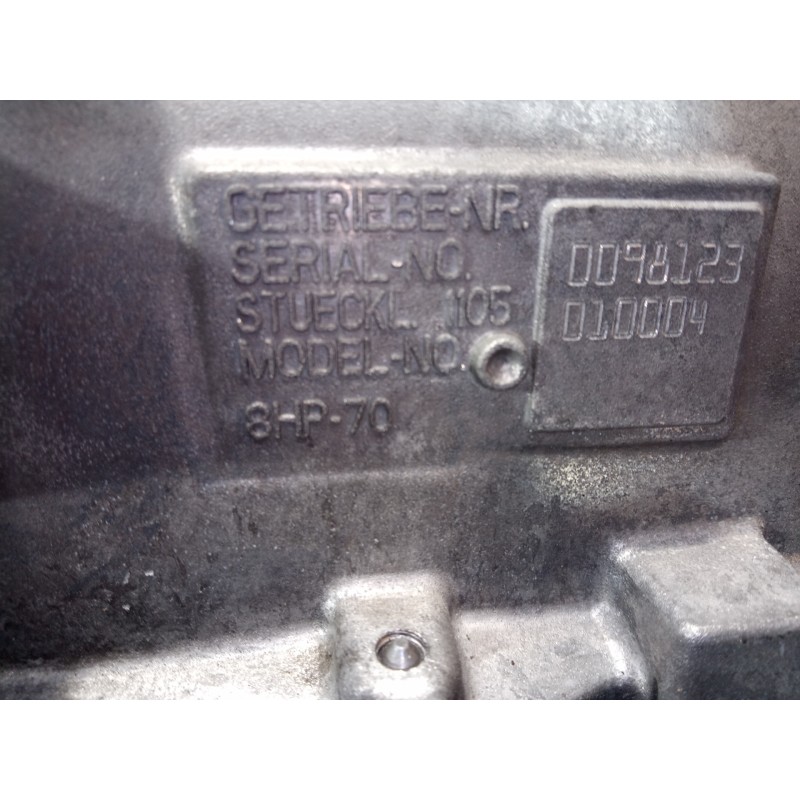 GETRIEBE-NR.
SERIAL-NO. 0098123
STUECKL. 1105 010004
MODEL-NO.
8HP-70